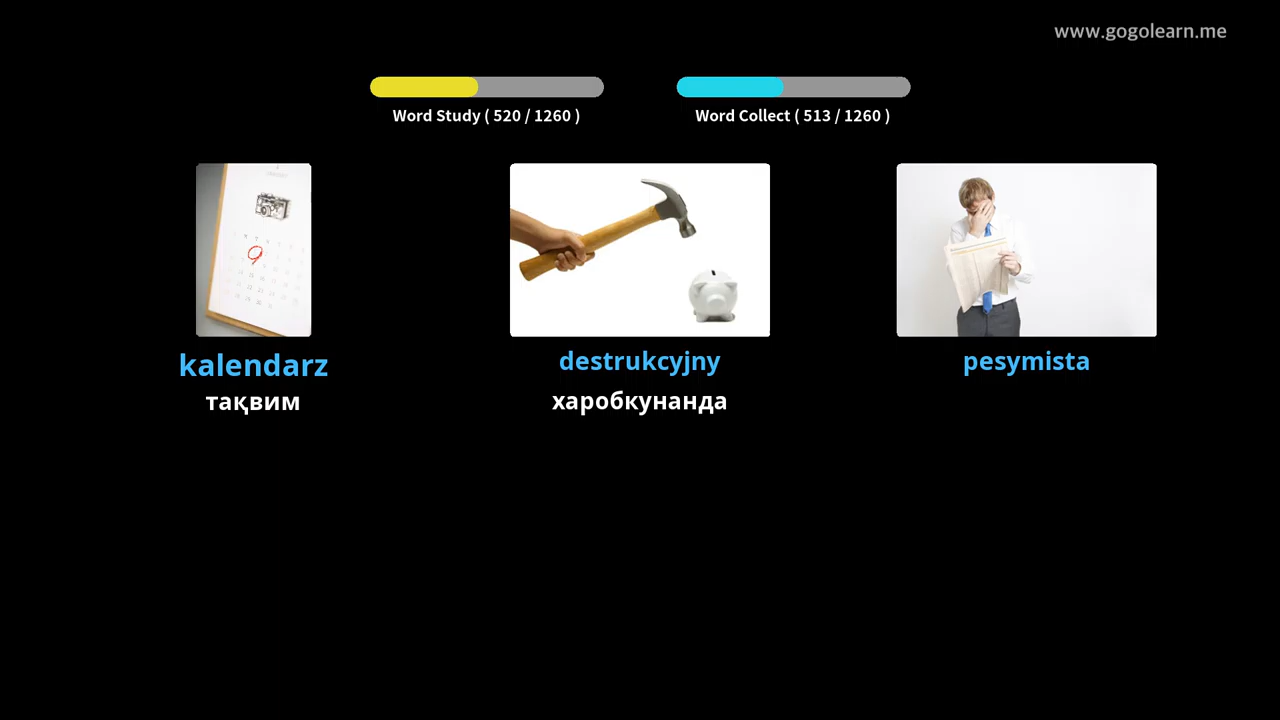 www.gogolearn.me
Word Study ( 520 / 1260 )
Word Collect ( 513 / 1260 )
kalendarz
тақвим
destrukcyjny
харобкунанда
pesymista